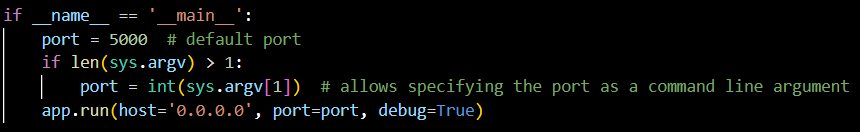 if __name__ == '__main__':
    port = 5000  # default port
    if len(sys.argv) > 1:
        port = int(sys.argv[1])  # allows specifying the port as a command line argument
    app.run(host='0.0.0.0', port=port, debug=True)